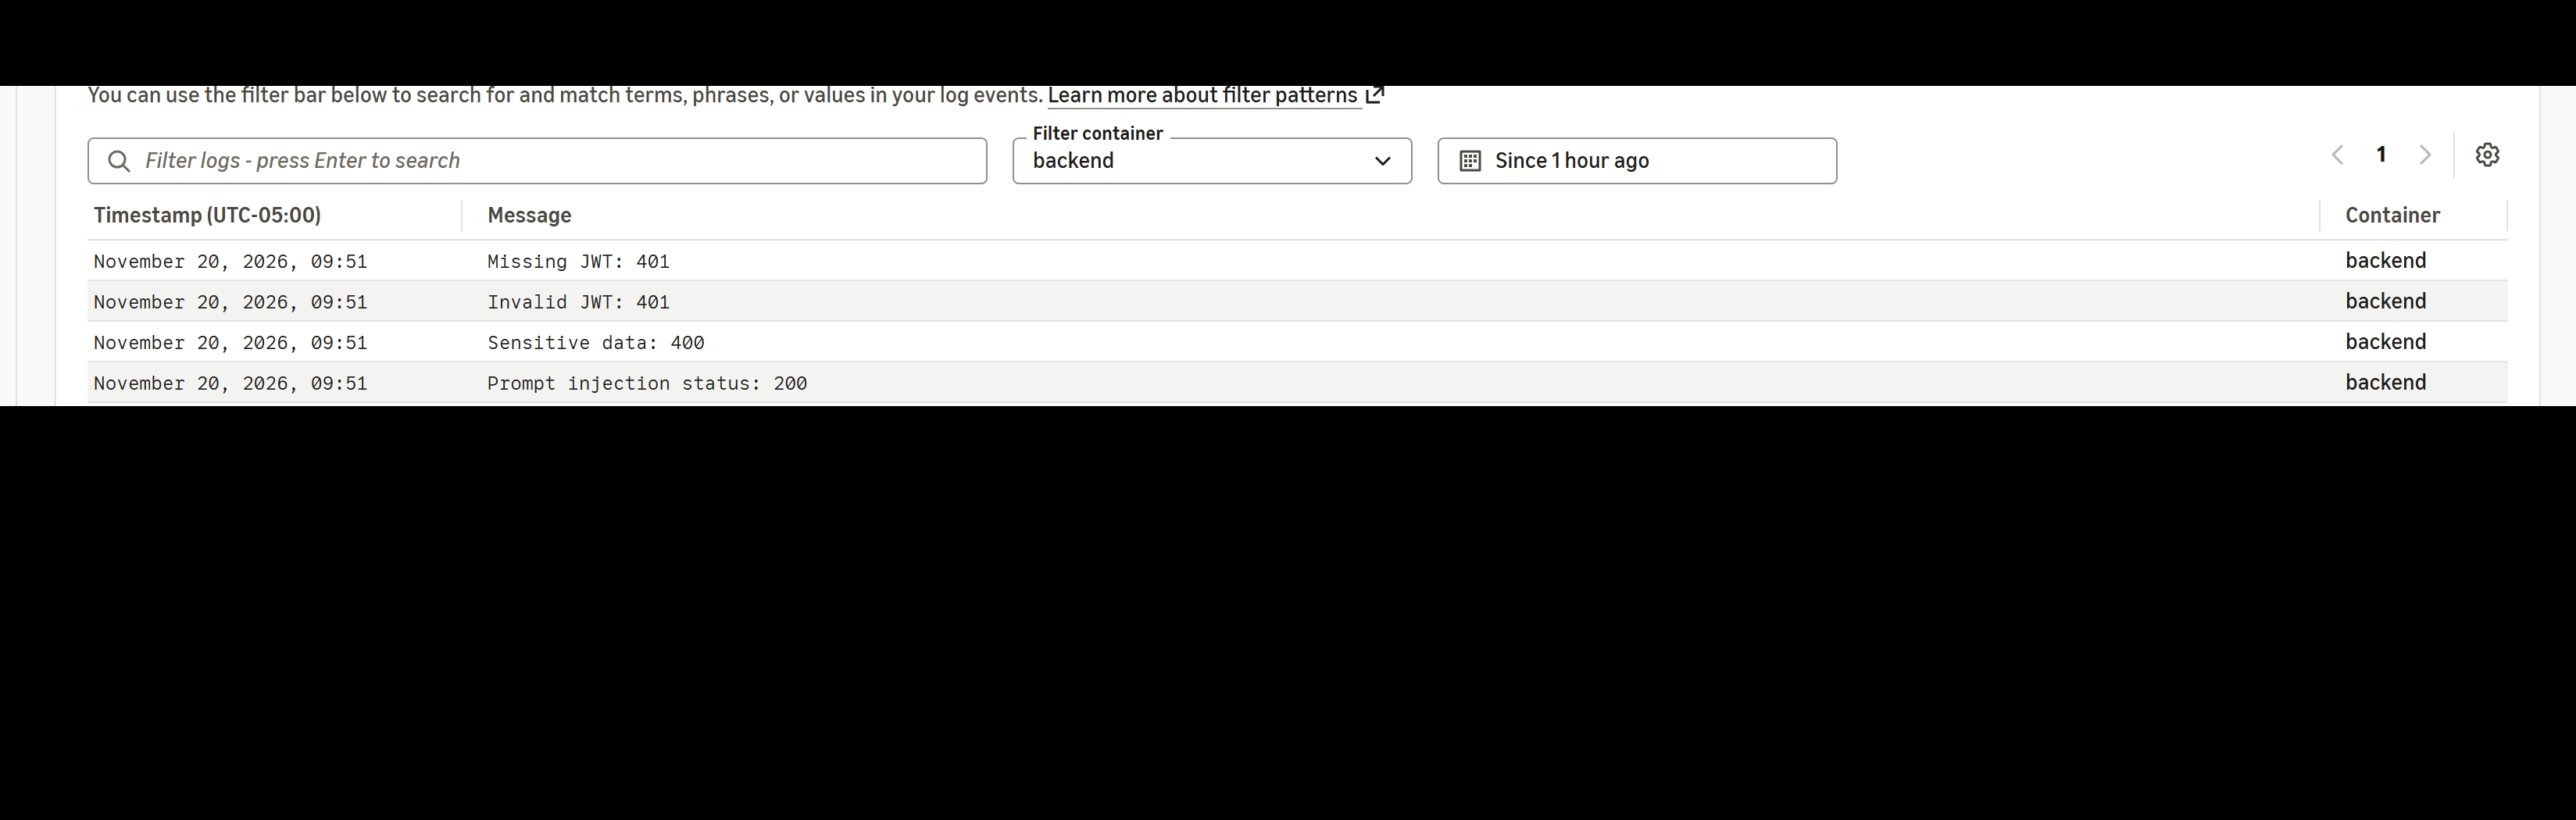 You can use the filter bar below to search for and match terms, phrases, or values in your log events. Learn more about filter patterns
Filter logs - press Enter to search
Filter container
backend
Since 1 hour ago
1
Timestamp (UTC-05:00) Message Container
November 20, 2026, 09:51 Missing JWT: 401 backend
November 20, 2026, 09:51 Invalid JWT: 401 backend
November 20, 2026, 09:51 Sensitive data: 400 backend
November 20, 2026, 09:51 Prompt injection status: 200 backend